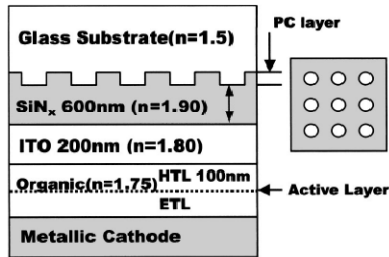 Glass Substrate(n=1.5)
PC layer
SiNₓ 600nm (n=1.90)
ITO 200nm (n=1.80)
Organic(n=1.75) HTL 100nm
Active Layer
ETL
Metallic Cathode